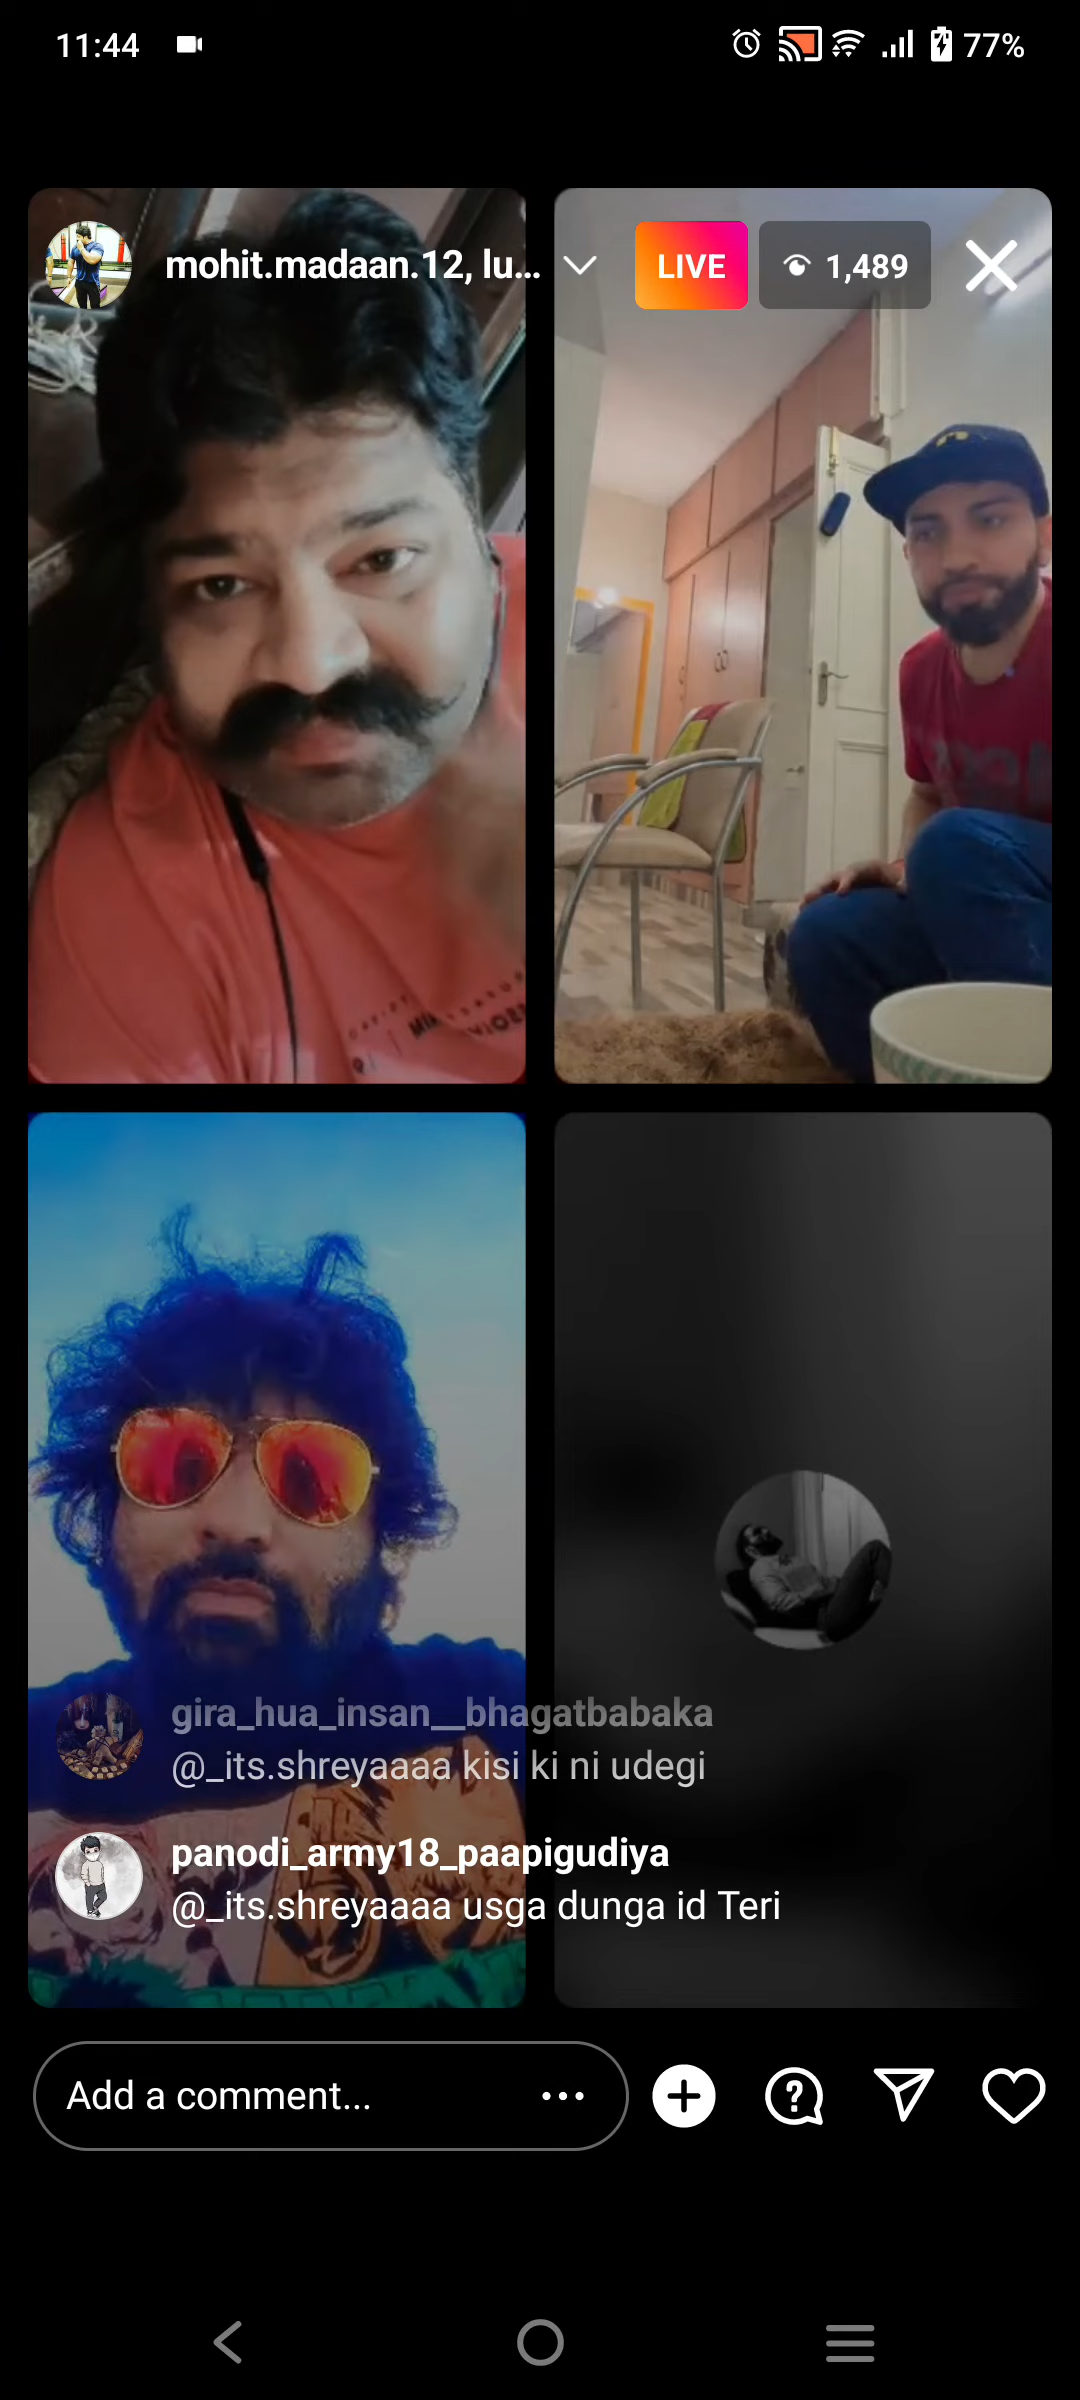 11:44
77%
mohit.madaan.12, lu...
LIVE
1,489
gira_hua_insan__bhagatbabaka
@_its.shreyaaaa kisi ki ni udegi
panodi_army18_paapigudiya
@_its.shreyaaaa usga dunga id Teri
Add a comment...